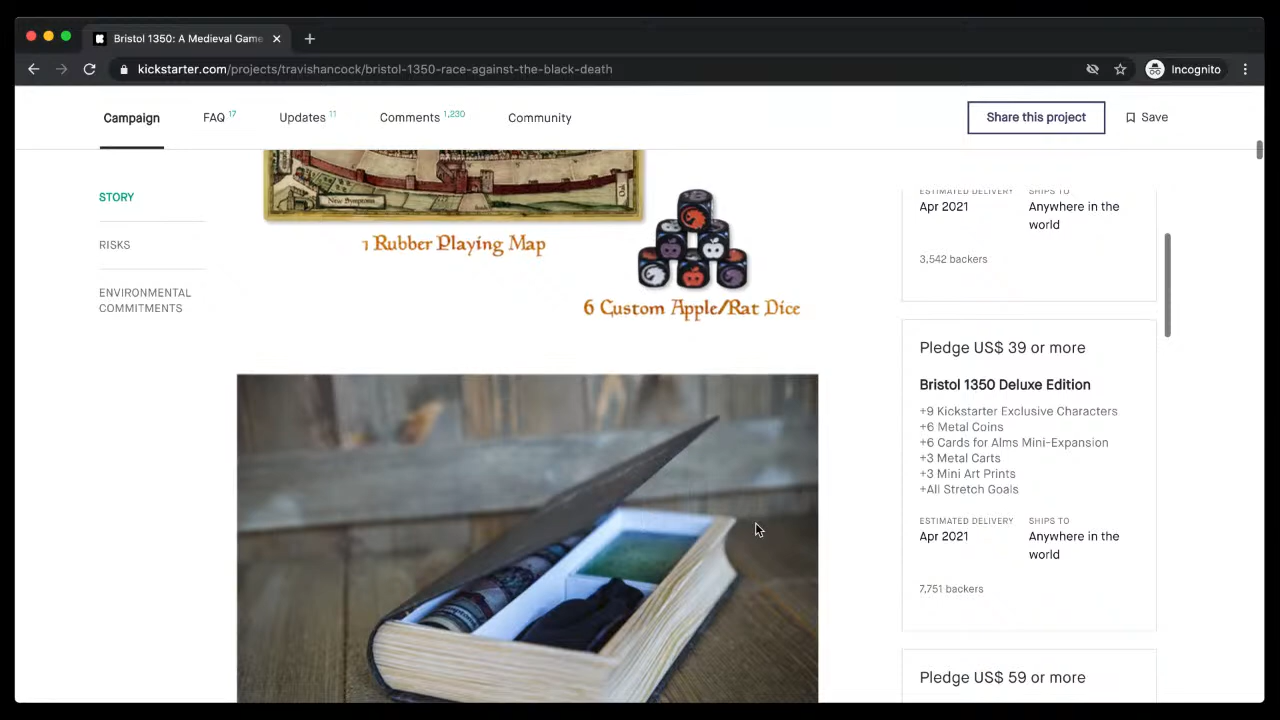 Bristol 1350: A Medieval Game
kickstarter.com/projects/travishancock/bristol-1350-race-against-the-black-death
Incognito
Campaign
FAQ 17
Updates 11
Comments 1,230
Community
Share this project
Save
STORY
RISKS
ENVIRONMENTAL
COMMITMENTS
New Symptoms
1 Rubber Playing Map
6 Custom Apple/Rat Dice
ESTIMATED DELIVERY
SHIPS TO
Apr 2021
Anywhere in the
world
3,542 backers
Pledge US$ 39 or more
Bristol 1350 Deluxe Edition
+9 Kickstarter Exclusive Characters
+6 Metal Coins
+6 Cards for Alms Mini-Expansion
+3 Metal Carts
+3 Mini Art Prints
+All Stretch Goals
ESTIMATED DELIVERY
SHIPS TO
Apr 2021
Anywhere in the
world
7,751 backers
Pledge US$ 59 or more